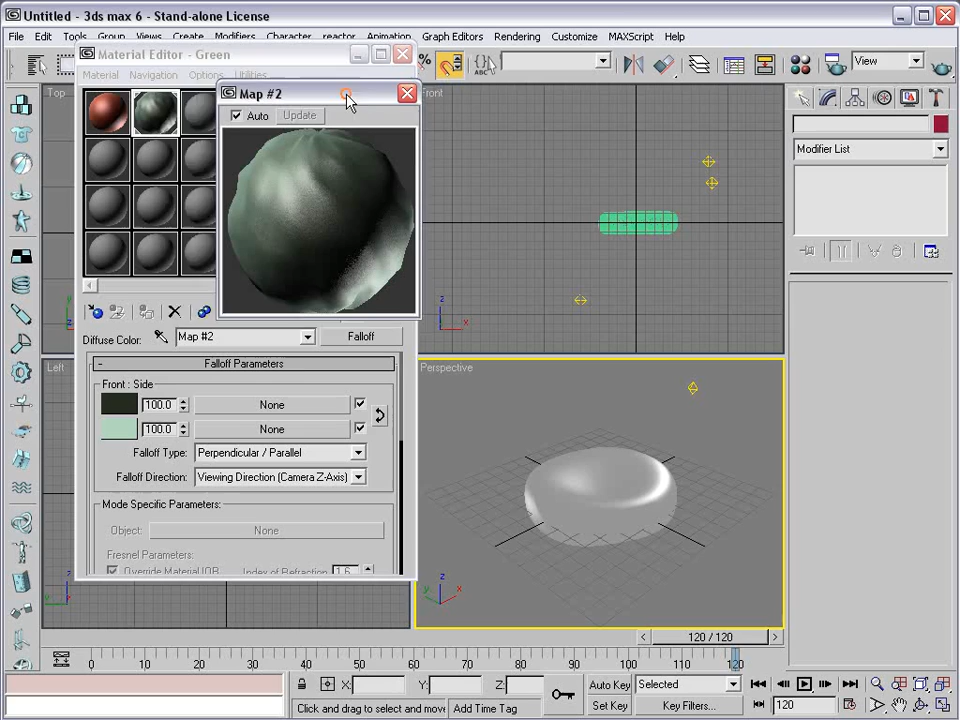 Untitled - 3ds max 6 - Stand-alone License
File Edit Tools Group Views Create Modifiers Character reactor Animation Graph Editors Rendering Customize MAXScript Help
Material Editor - Green
Material Navigation Options Utilities
% ABC View
Map #2
Auto Update
Top
Front
Modifier List
z
x
y
Diffuse Color: Map #2 Falloff
- Falloff Parameters
Front : Side
100.0 None
100.0 None
Falloff Type: Perpendicular / Parallel
Falloff Direction: Viewing Direction (Camera Z-Axis)
Mode Specific Parameters:
Object: None
Fresnel Parameters:
Override Material IOR Index of Refraction 1.6
Left
Perspective
z
y x
120 / 120
0 10 20 30 40 50 60 70 80 90 100 110 120
X: Y: Z: Auto Key Selected
Click and drag to select and move Add Time Tag Set Key Key Filters... 120